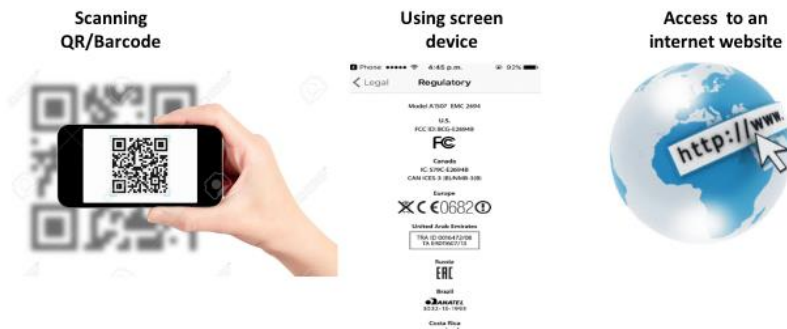 Scanning
QR/Barcode
Using screen
device
Access to an
internet website
Phone 4:45 p.m. 92%
Legal
Regulatory
Model A1507 EMC 2694
U.S.
FCC ID BCG-E2694B
FC
Canada
IC: 579C-E2694B
CAN ICES-3 (B)/NMB-3(B)
Europe
CE0682
United Arab Emirates
Russia
EAC
Brazil
ANATEL
Costa Rica
http://www.